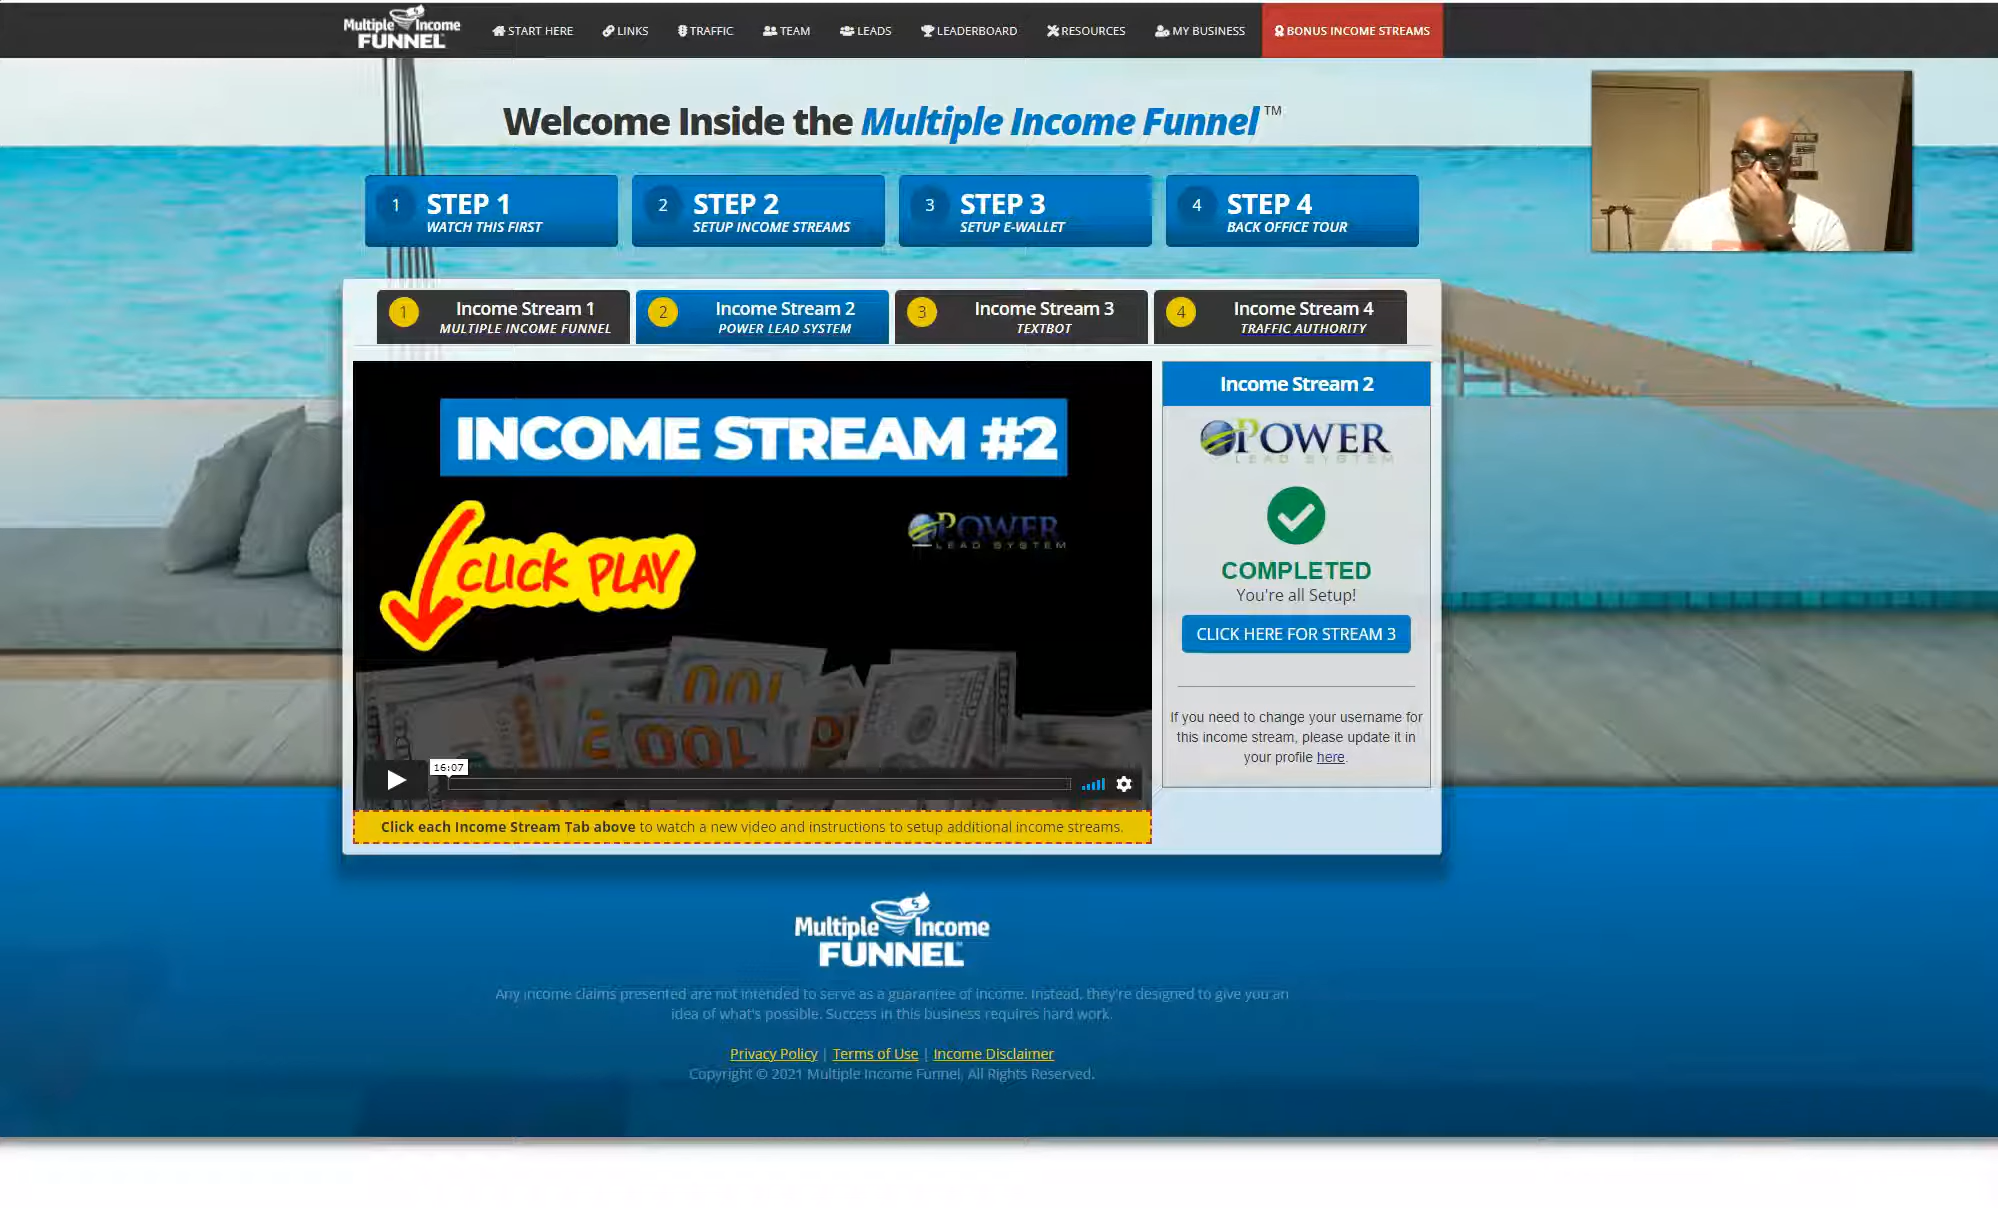 Multiple Income
FUNNEL
START HERE
LINKS
TRAFFIC
TEAM
LEADS
LEADERBOARD
RESOURCES
MY BUSINESS
BONUS INCOME STREAMS
Welcome Inside the Multiple Income Funnel ™
1 STEP 1
WATCH THIS FIRST
2 STEP 2
SETUP INCOME STREAMS
3 STEP 3
SETUP E-WALLET
4 STEP 4
BACK OFFICE TOUR
1 Income Stream 1
MULTIPLE INCOME FUNNEL
2 Income Stream 2
POWER LEAD SYSTEM
3 Income Stream 3
TEXTBOT
4 Income Stream 4
TRAFFIC AUTHORITY
INCOME STREAM #2
CLICK PLAY
POWER
LEAD SYSTEM
100
100
16:07
Click each Income Stream Tab above to watch a new video and instructions to setup additional income streams.
Income Stream 2
POWER
LEAD SYSTEM
COMPLETED
You're all Setup!
CLICK HERE FOR STREAM 3
If you need to change your username for
this income stream, please update it in
your profile here.
Multiple Income
FUNNEL
Any income claims presented are not intended to serve as a guarantee of income. Instead, they're designed to give you an
idea of what's possible. Success in this business requires hard work.
Privacy Policy | Terms of Use | Income Disclaimer
Copyright © 2021 Multiple Income Funnel, All Rights Reserved.